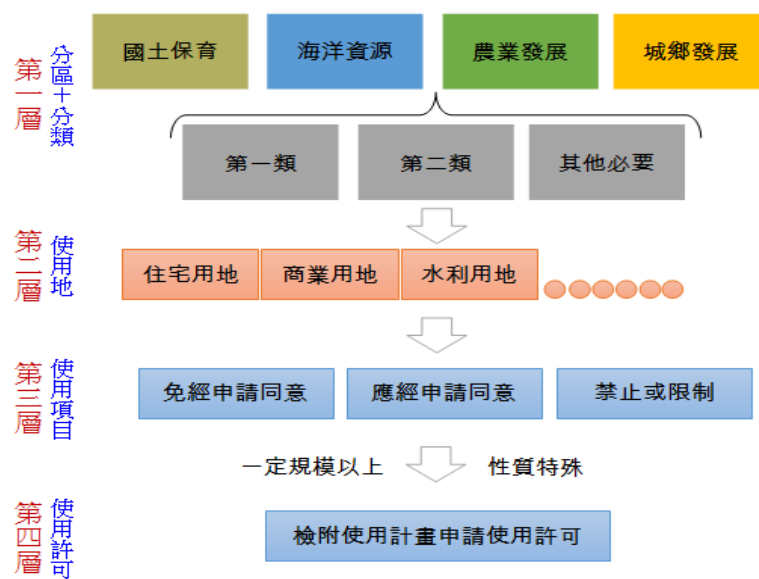 第一層
分區＋分類
國土保育
海洋資源
農業發展
城鄉發展
第一類
第二類
其他必要
第二層
使用地
住宅用地
商業用地
水利用地
第三層
使用項目
免經申請同意
應經申請同意
禁止或限制
一定規模以上
性質特殊
第四層
使用許可
檢附使用計畫申請使用許可